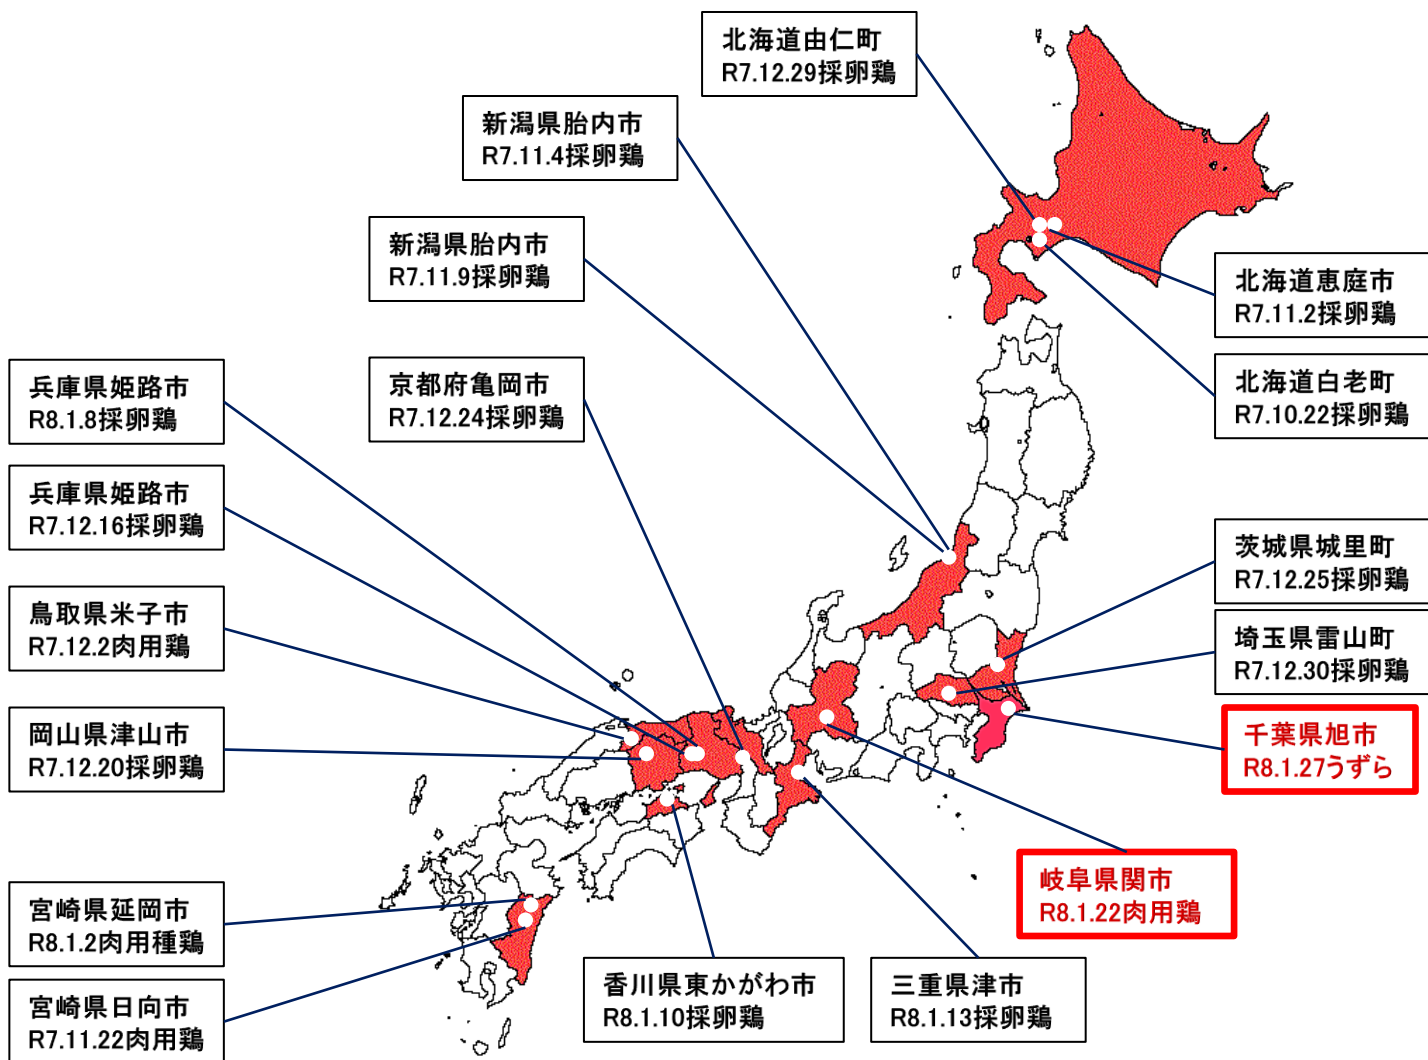 北海道由仁町
R7.12.29採卵鶏
新潟県胎内市
R7.11.4採卵鶏
新潟県胎内市
R7.11.9採卵鶏
北海道恵庭市
R7.11.2採卵鶏
兵庫県姫路市
R8.1.8採卵鶏
京都府亀岡市
R7.12.24採卵鶏
北海道白老町
R7.10.22採卵鶏
兵庫県姫路市
R7.12.16採卵鶏
茨城県城里町
R7.12.25採卵鶏
鳥取県米子市
R7.12.2肉用鶏
埼玉県雷山町
R7.12.30採卵鶏
岡山県津山市
R7.12.20採卵鶏
千葉県旭市
R8.1.27うずら
岐阜県関市
R8.1.22肉用鶏
宮崎県延岡市
R8.1.2肉用種鶏
香川県東かがわ市
R8.1.10採卵鶏
三重県津市
R8.1.13採卵鶏
宮崎県日向市
R7.11.22肉用鶏